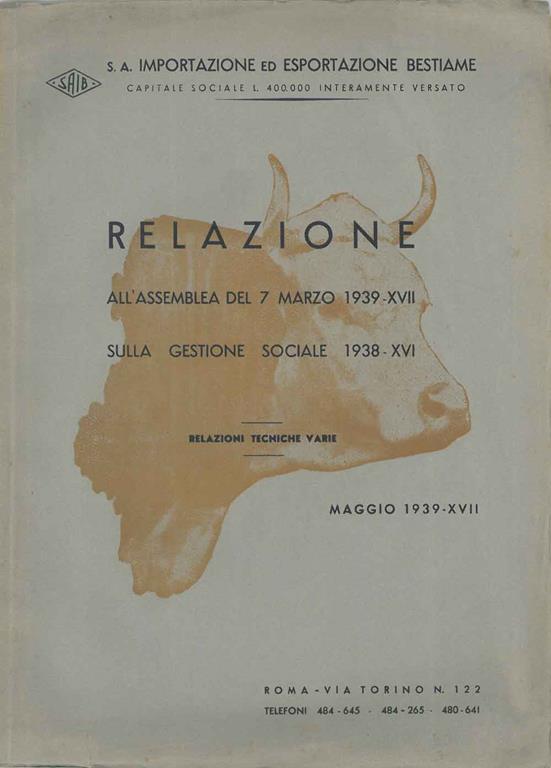 S. A. IMPORTAZIONE ED ESPORTAZIONE BESTIAME
SAIB
CAPITALE SOCIALE L. 400.000 INTERAMENTE VERSATO
RELAZIONE
ALL'ASSEMBLEA DEL 7 MARZO 1939-XVII
SULLA GESTIONE SOCIALE 1938-XVI
RELAZIONI TECNICHE VARIE
MAGGIO 1939-XVII
ROMA - VIA TORINO N. 122
TELEFONI 484-645 - 484-265 - 480-641